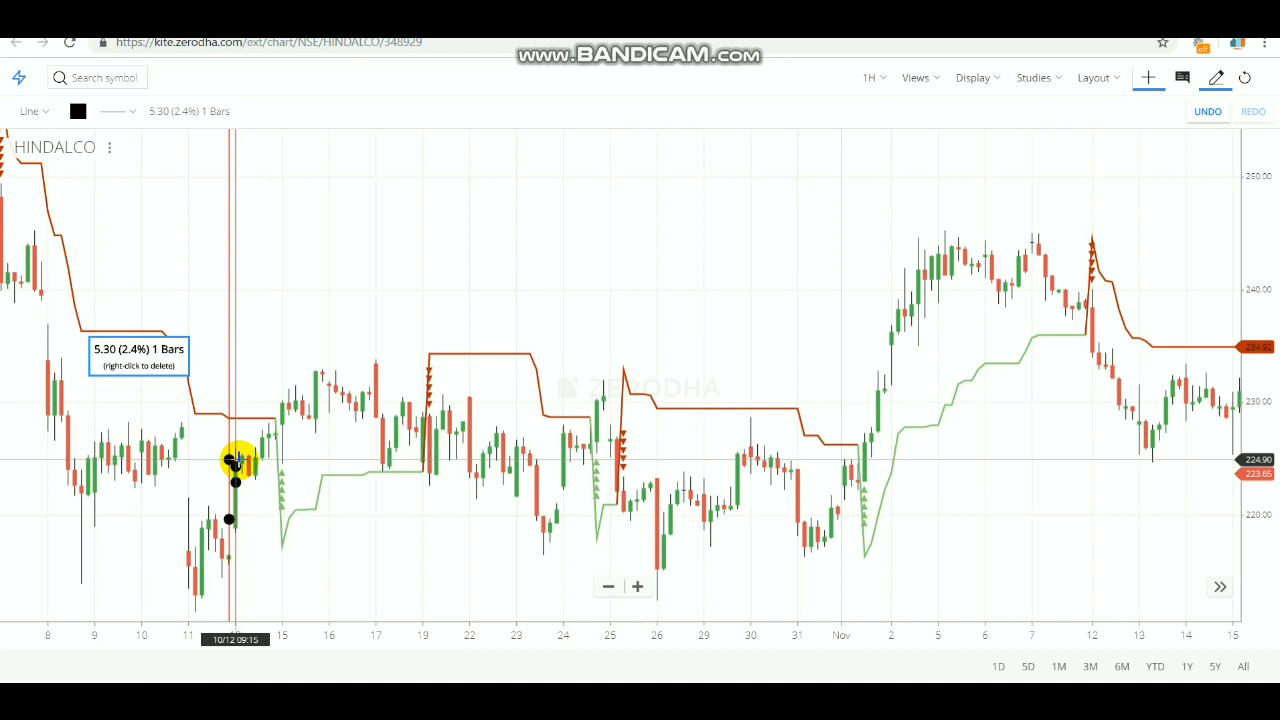 https://kite.zerodha.com/ext/chart/NSE/HINDALCO/348929
www.BANDICAM.com
off
Search symbol
1H Views Display Studies Layout
Line 5.30 (2.4%) 1 Bars UNDO REDO
HINDALCO
250.00
240.00
5.30 (2.4%) 1 Bars
(right-click to delete)
234.92
ZERODHA
230.00
224.90
223.65
220.00
8 9 10 11 15 16 17 19 22 23 24 25 26 29 30 31 Nov 2 5 6 7 12 13 14 15
10/12 09:15
1D 5D 1M 3M 6M YTD 1Y 5Y All